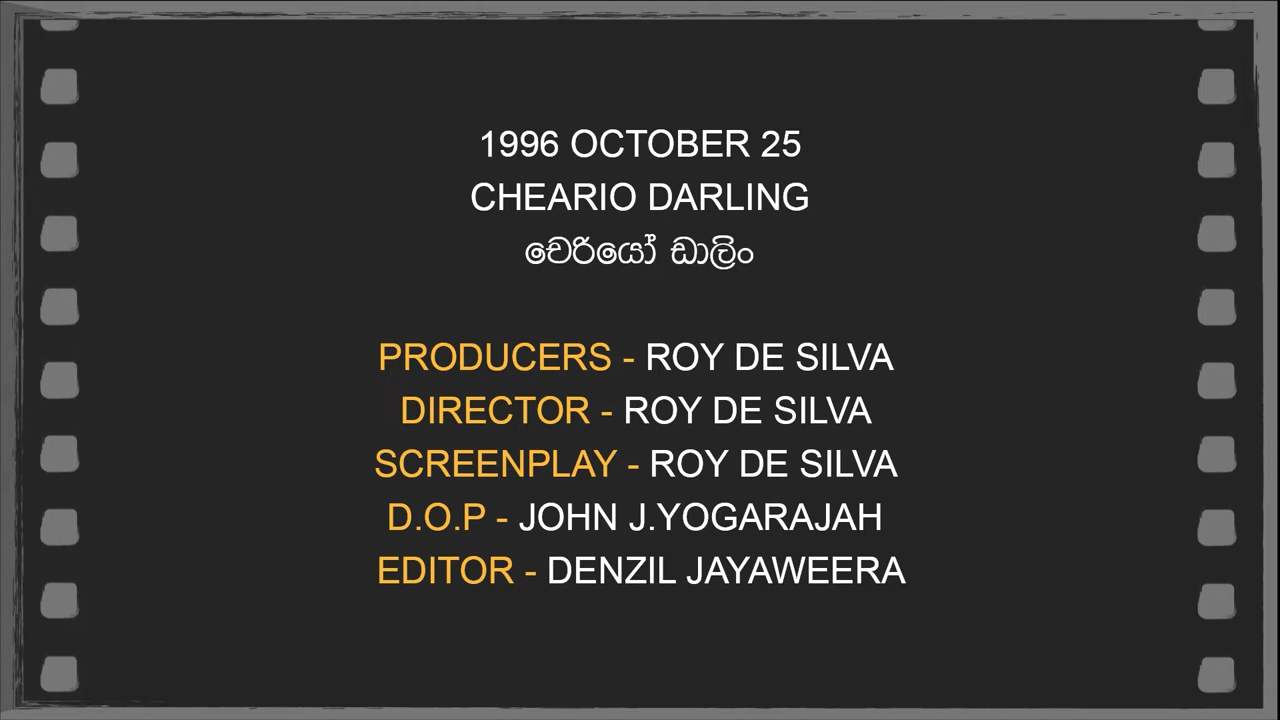 1996 OCTOBER 25
CHEARIO DARLING
චෙරියෝ ඩාලිං
PRODUCERS - ROY DE SILVA
DIRECTOR - ROY DE SILVA
SCREENPLAY - ROY DE SILVA
D.O.P - JOHN J.YOGARAJAH
EDITOR - DENZIL JAYAWEERA